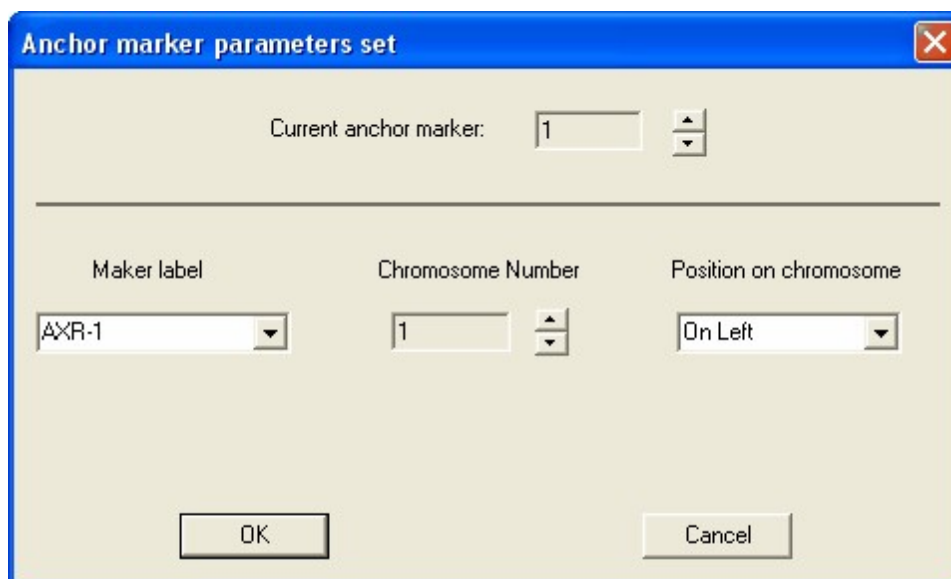 Anchor marker parameters set
Current anchor marker: 1
Maker label Chromosome Number Position on chromosome
AXR-1 1 On Left
OK Cancel